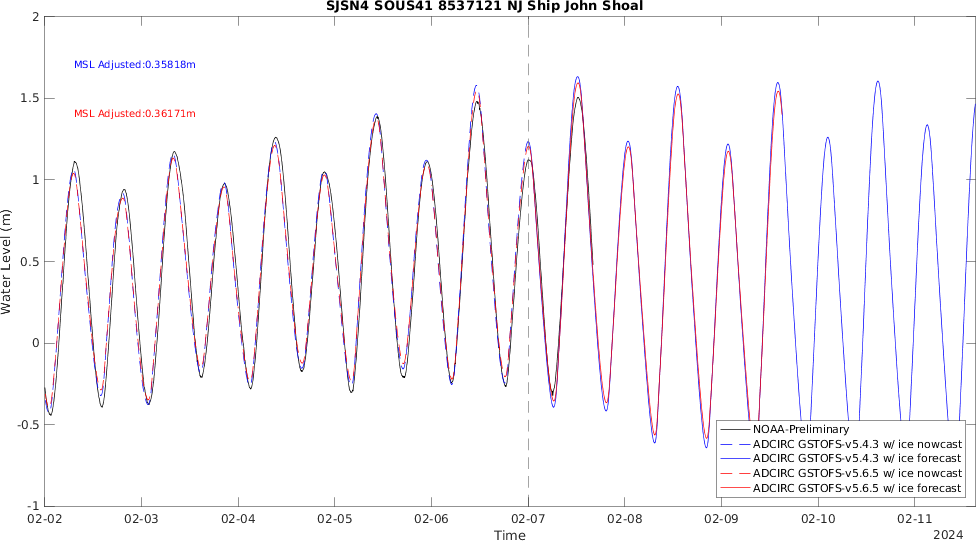 SJSN4 SOUS41 8537121 NJ Ship John Shoal
2
MSL Adjusted:0.35818m
1.5
MSL Adjusted:0.36171m
1
0.5
Water Level (m)
0
-0.5
-1
NOAA-Preliminary
ADCIRC GSTOFS-v5.4.3 w/ ice nowcast
ADCIRC GSTOFS-v5.4.3 w/ ice forecast
ADCIRC GSTOFS-v5.6.5 w/ ice nowcast
ADCIRC GSTOFS-v5.6.5 w/ ice forecast
02-02 02-03 02-04 02-05 02-06 02-07 02-08 02-09 02-10 02-11
Time
2024